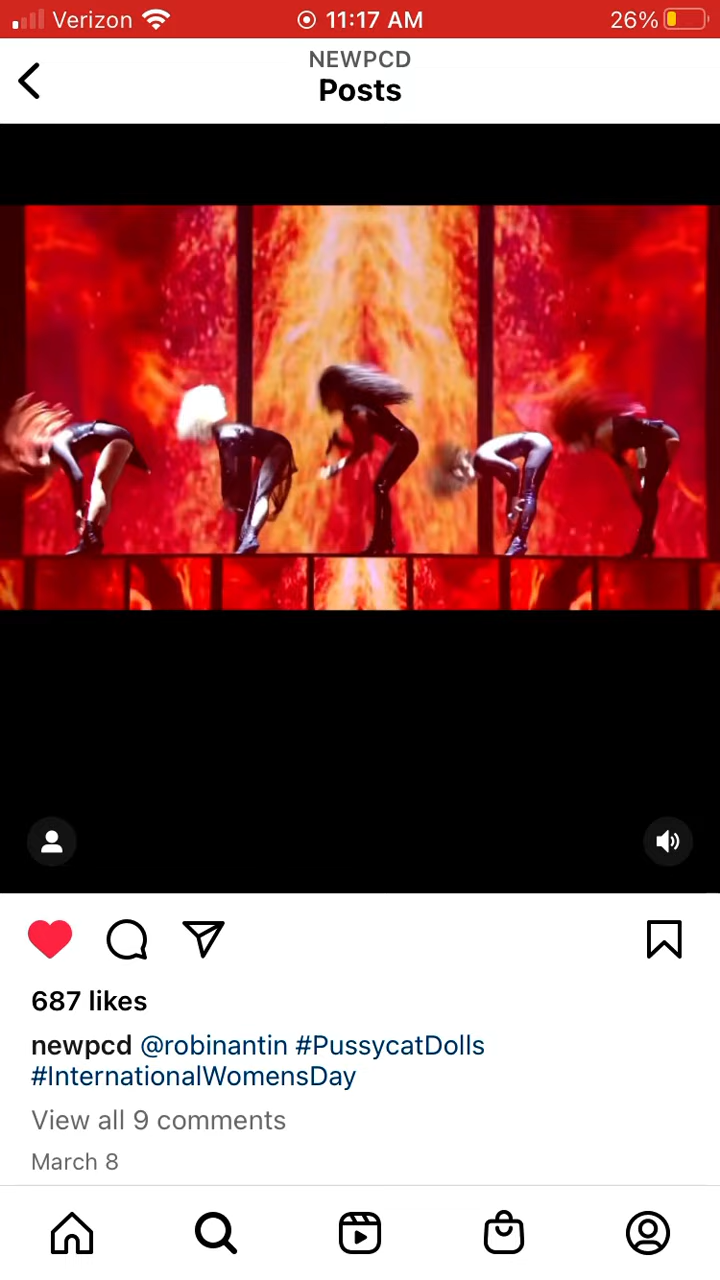 Verizon 11:17 AM 26%
NEWPCD
Posts
687 likes
newpcd @robinantin #PussycatDolls
#InternationalWomensDay
View all 9 comments
March 8